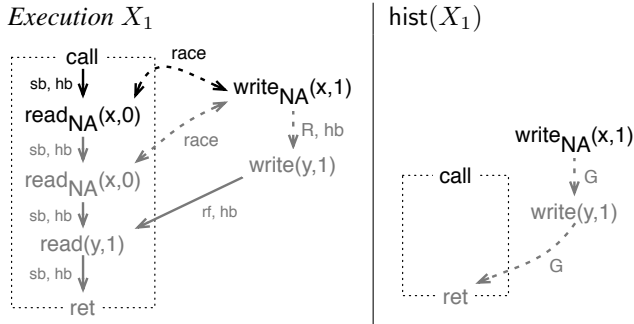 Execution X1
hist(X1)
call
race
sb, hb
writeNA(x,1)
readNA(x,0)
R, hb
sb, hb
race
write(y,1)
readNA(x,0)
sb, hb
rf, hb
read(y,1)
sb, hb
ret
writeNA(x,1)
call
G
write(y,1)
G
ret